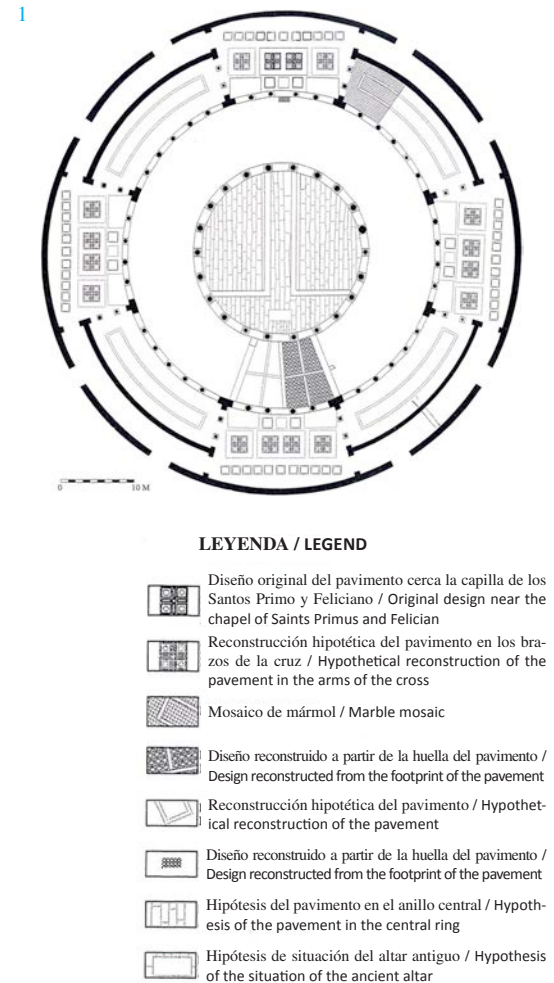 1
0 10 M
LEYENDA / LEGEND
Diseño original del pavimento cerca la capilla de los
Santos Primo y Feliciano / Original design near the
chapel of Saints Primus and Felician
Reconstrucción hipotética del pavimento en los bra-
zos de la cruz / Hypothetical reconstruction of the
pavement in the arms of the cross
Mosaico de mármol / Marble mosaic
Diseño reconstruido a partir de la huella del pavimento /
Design reconstructed from the footprint of the pavement
Reconstrucción hipotética del pavimento / Hypothet-
ical reconstruction of the pavement
Diseño reconstruido a partir de la huella del pavimento /
Design reconstructed from the footprint of the pavement
Hipótesis del pavimento en el anillo central / Hypoth-
esis of the pavement in the central ring
Hipótesis de situación del altar antiguo / Hypothesis
of the situation of the ancient altar